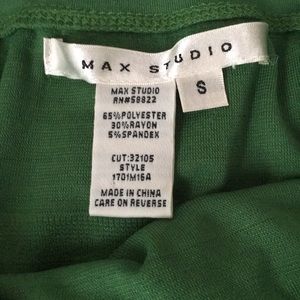 MAX STUDIO
S
MAX STUDIO
RN#58822
65%POLYESTER
30%RAYON
5%SPANDEX
CUT:32105
STYLE
1701M16A
MADE IN CHINA
CARE ON REVERSE